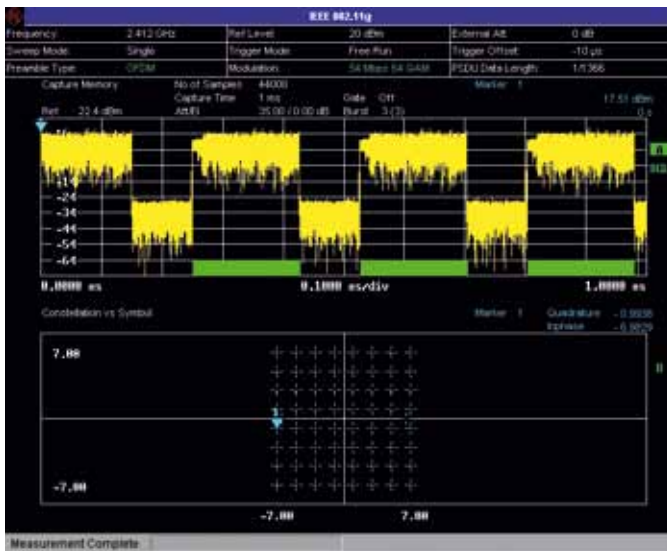 IEEE 802.11g
Frequency: 2.412 GHz Ref Level: 20 dBm External Att: 0 dB
Sweep Mode: Single Trigger Mode: Free Run Trigger Offset: -10 µs
Preamble Type: OFDM Modulation: 54 Mbps 64 QAM PSDU Data Length: 1/1366
Capture Memory No of Samples 44000 Marker 1
Capture Time 1 ms Gate Off 17.51 dBm
Ref 22.4 dBm Att/El 35.00 / 0.00 dB Burst 3 (3) 0 s
-14
-24
-34
-44
-54
-64
A
0.0000 ms 0.1000 ms/div 1.0000 ms
Constellation vs Symbol Marker 1 Quadrature
Inphase
7.00
1
B
-7.00
-7.00 7.00
Measurement Complete